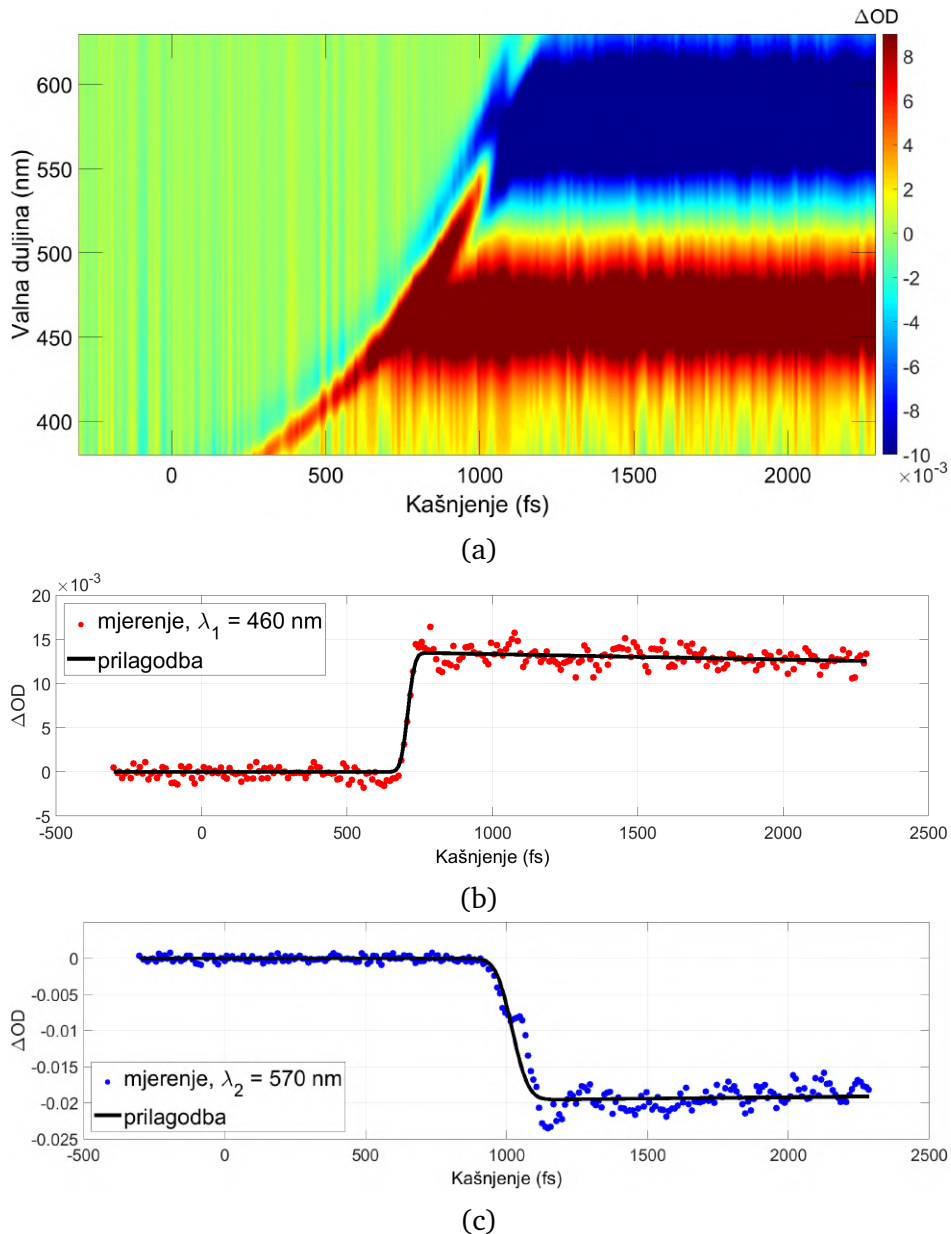 ΔOD
600
550
500
450
400
Valna duljina (nm)
8
6
4
2
0
-2
-4
-6
-8
-10
×10⁻³
0 500 1000 1500 2000
Kašnjenje (fs)
(a)
×10⁻³
20
15
10
5
0
-5
ΔOD
mjerenje, λ₁ = 460 nm
prilagodba
-500 0 500 1000 1500 2000 2500
Kašnjenje (fs)
(b)
0
-0.005
-0.01
-0.015
-0.02
-0.025
ΔOD
mjerenje, λ₂ = 570 nm
prilagodba
-500 0 500 1000 1500 2000 2500
Kašnjenje (fs)
(c)